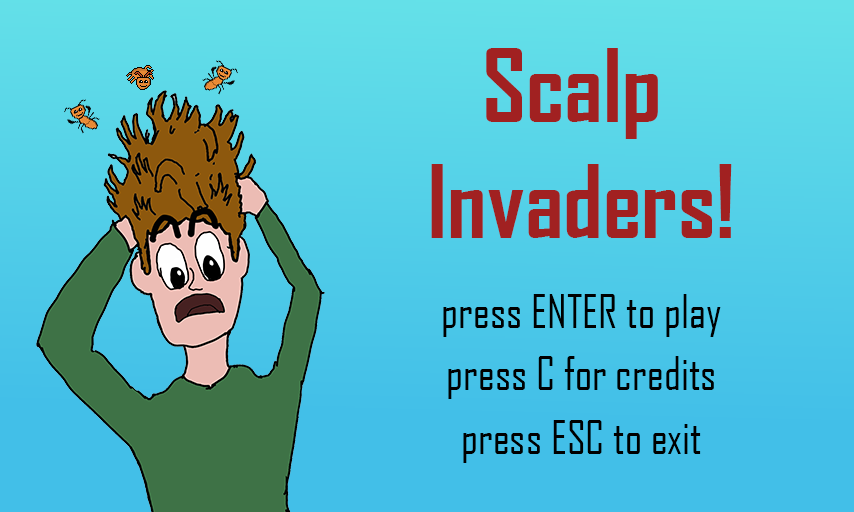 Scalp
Invaders!
press ENTER to play
press C for credits
press ESC to exit